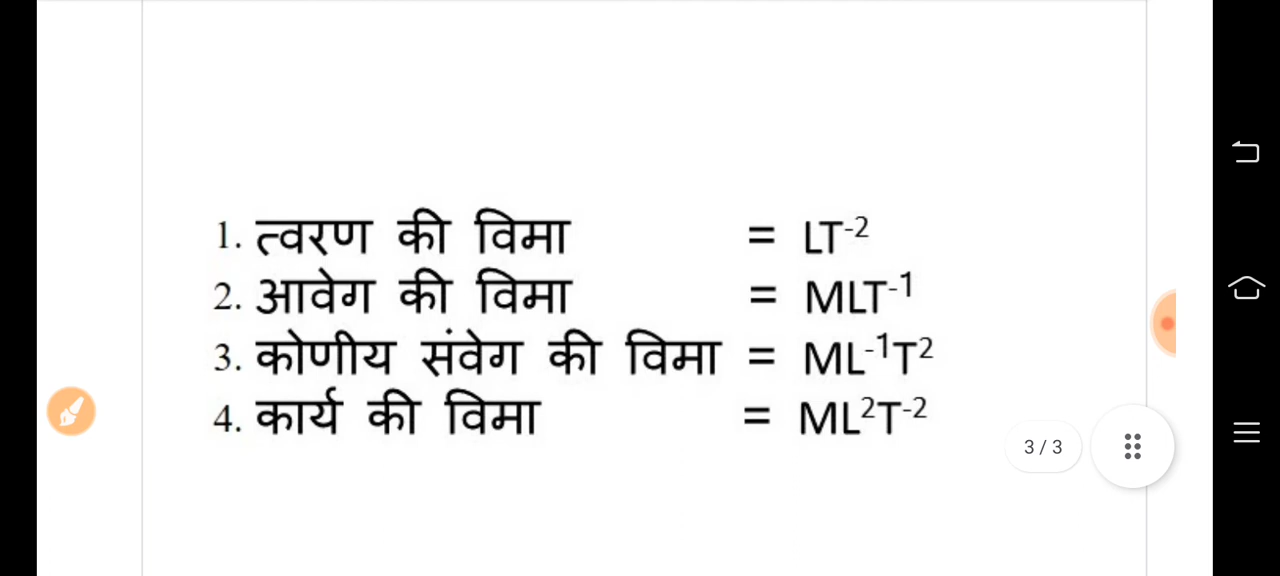 1. त्वरण की विमा = LT⁻²
2. आवेग की विमा = MLT⁻¹
3. कोणीय संवेग की विमा = ML⁻¹T²
4. कार्य की विमा = ML²T⁻²
3 / 3